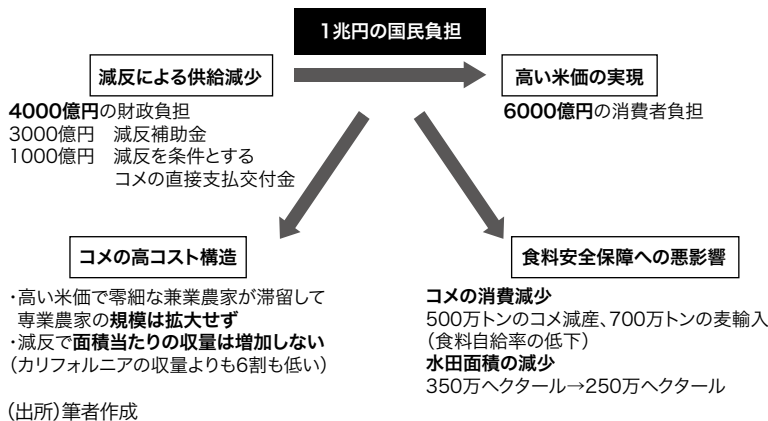 1兆円の国民負担
減反による供給減少
高い米価の実現
4000億円の財政負担
3000億円　減反補助金
1000億円　減反を条件とする
コメの直接支払交付金
6000億円の消費者負担
コメの高コスト構造
・高い米価で零細な兼業農家が滞留して
専業農家の規模は拡大せず
・減反で面積当たりの収量は増加しない
（カリフォルニアの収量よりも6割も低い）
食料安全保障への悪影響
コメの消費減少
500万トンのコメ減産、700万トンの麦輸入
（食料自給率の低下）
水田面積の減少
350万ヘクタール→250万ヘクタール
（出所）筆者作成